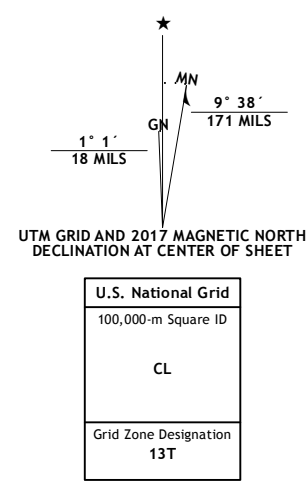 MN
9° 38´
171 MILS
GN
1° 1´
18 MILS
UTM GRID AND 2017 MAGNETIC NORTH
DECLINATION AT CENTER OF SHEET
U.S. National Grid
100,000-m Square ID
CL
Grid Zone Designation
13T